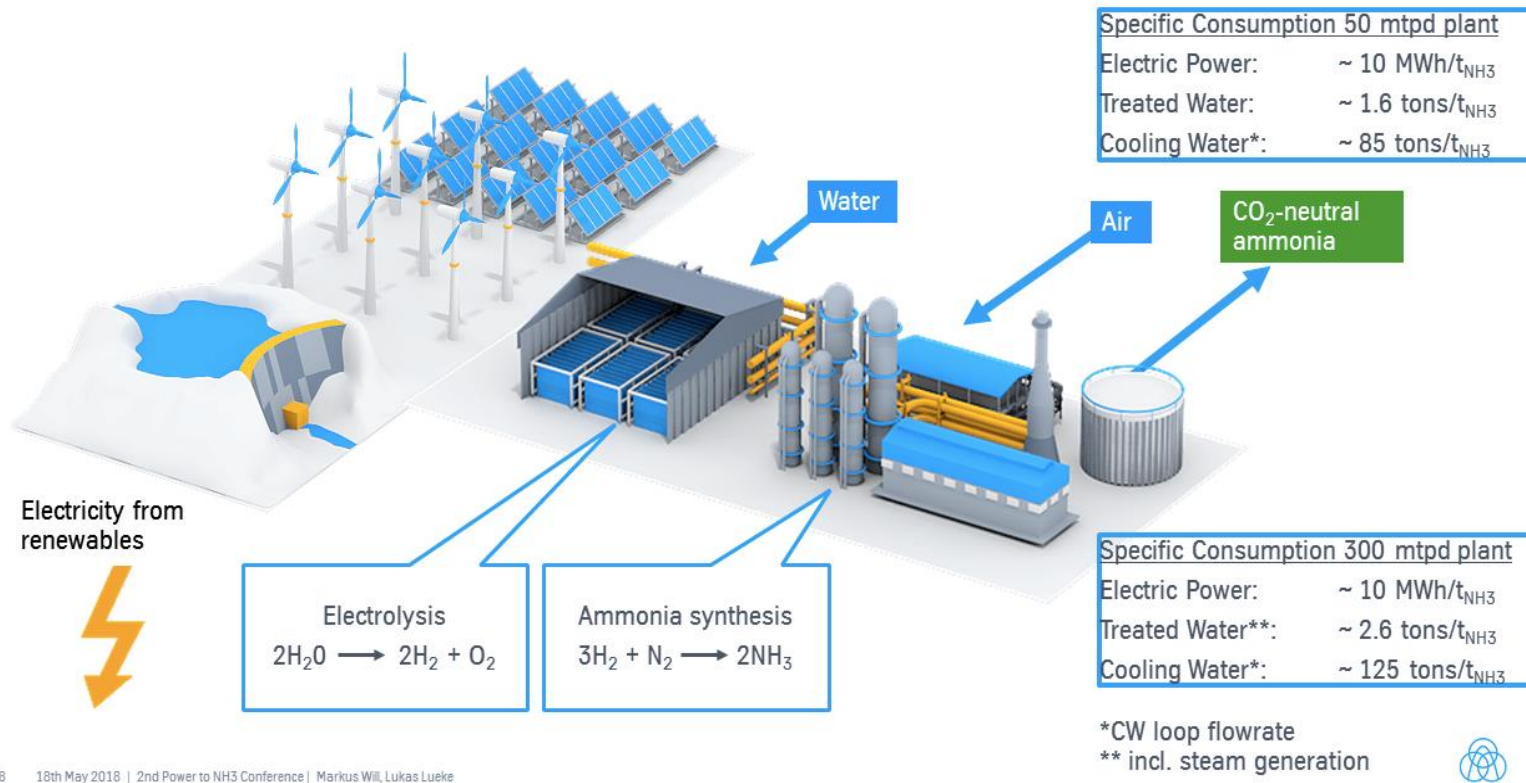 Specific Consumption 50 mtpd plant
Electric Power: ~ 10 MWh/tNH3
Treated Water: ~ 1.6 tons/tNH3
Cooling Water*: ~ 85 tons/tNH3
Water
Air
CO₂-neutral
ammonia
Electricity from
renewables
Electrolysis
2H₂0 ⟶ 2H₂ + O₂
Ammonia synthesis
3H₂ + N₂ ⟶ 2NH₃
Specific Consumption 300 mtpd plant
Electric Power: ~ 10 MWh/tNH3
Treated Water**: ~ 2.6 tons/tNH3
Cooling Water*: ~ 125 tons/tNH3
*CW loop flowrate
** incl. steam generation
8 18th May 2018 | 2nd Power to NH3 Conference | Markus Will, Lukas Lueke